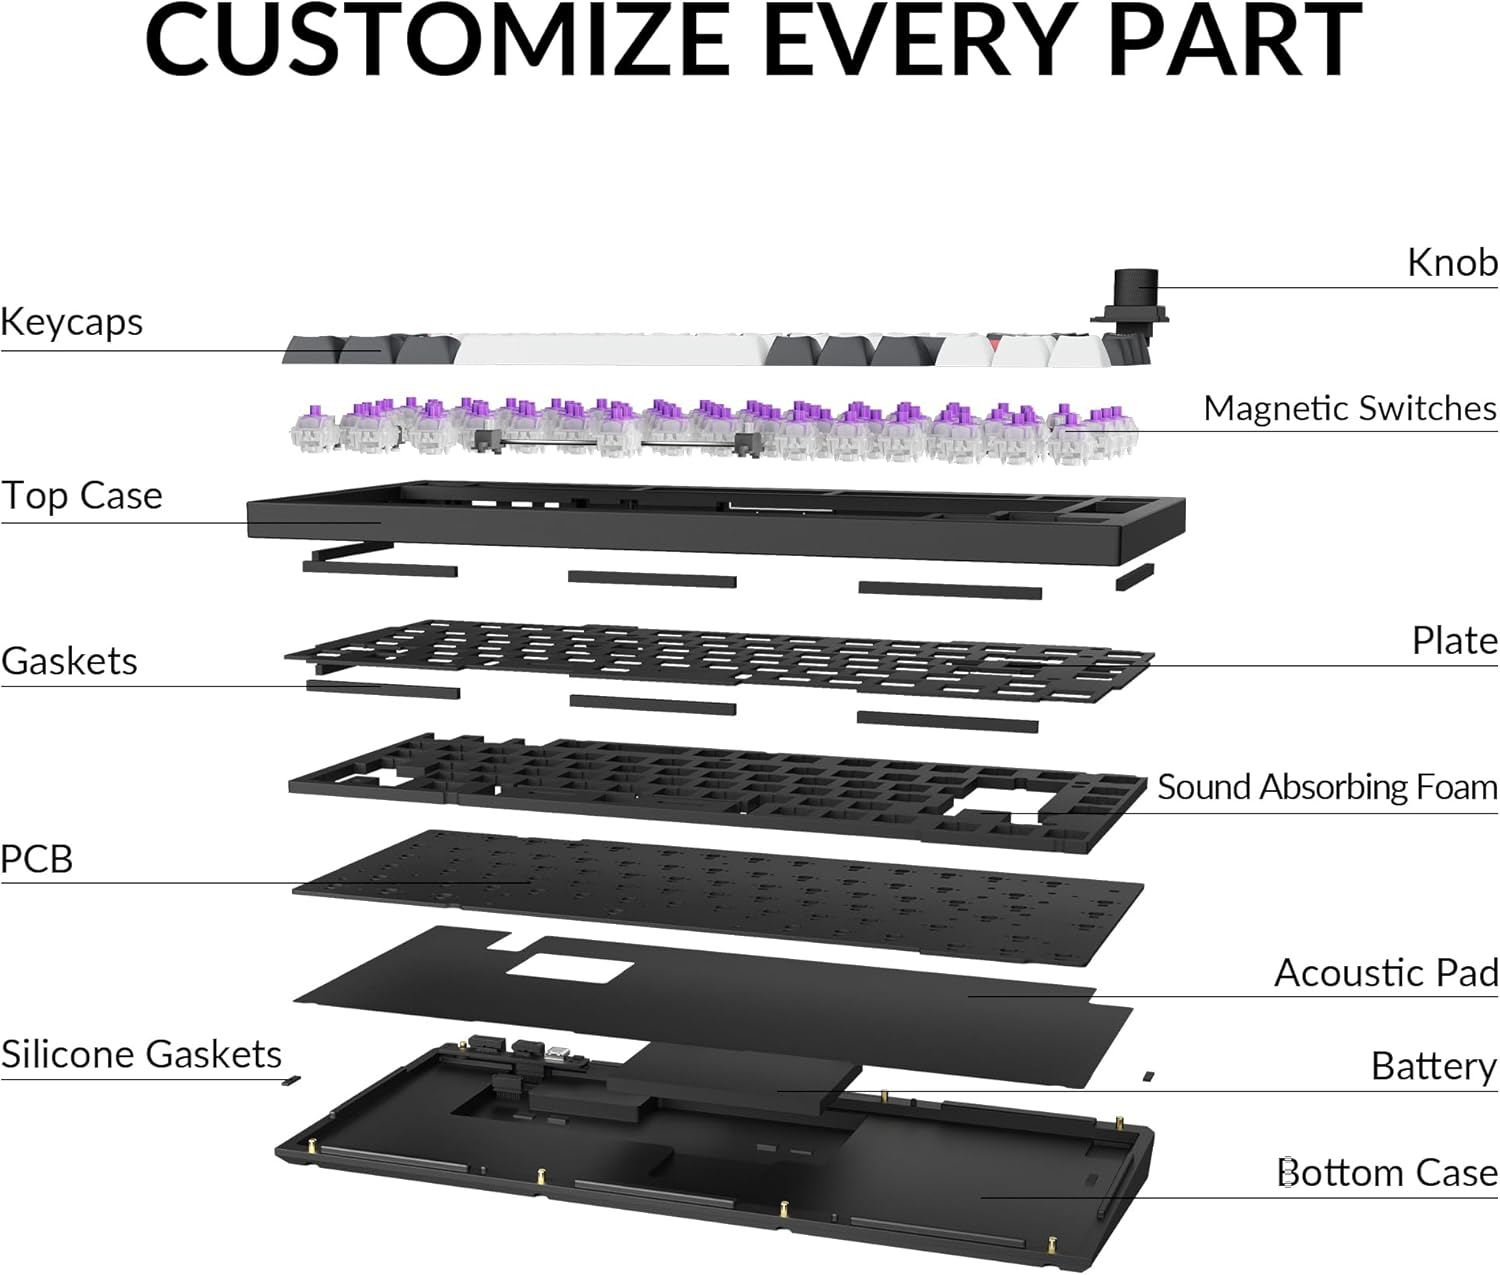 CUSTOMIZE EVERY PART
Knob
Keycaps
Magnetic Switches
Top Case
Plate
Gaskets
Sound Absorbing Foam
PCB
Acoustic Pad
Silicone Gaskets
Battery
Bottom Case